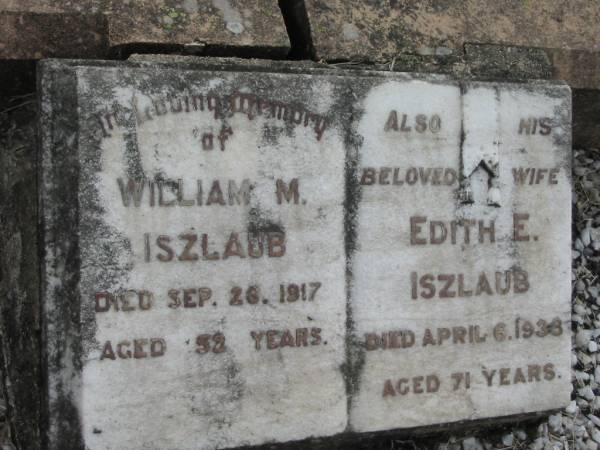 In Loving Memory
of
WILLIAM M.
ISZLAUB
DIED SEP. 26. 1917
AGED 52 YEARS.
ALSO HIS
BELOVED WIFE
EDITH E.
ISZLAUB
DIED APRIL 6. 1938
AGED 71 YEARS.